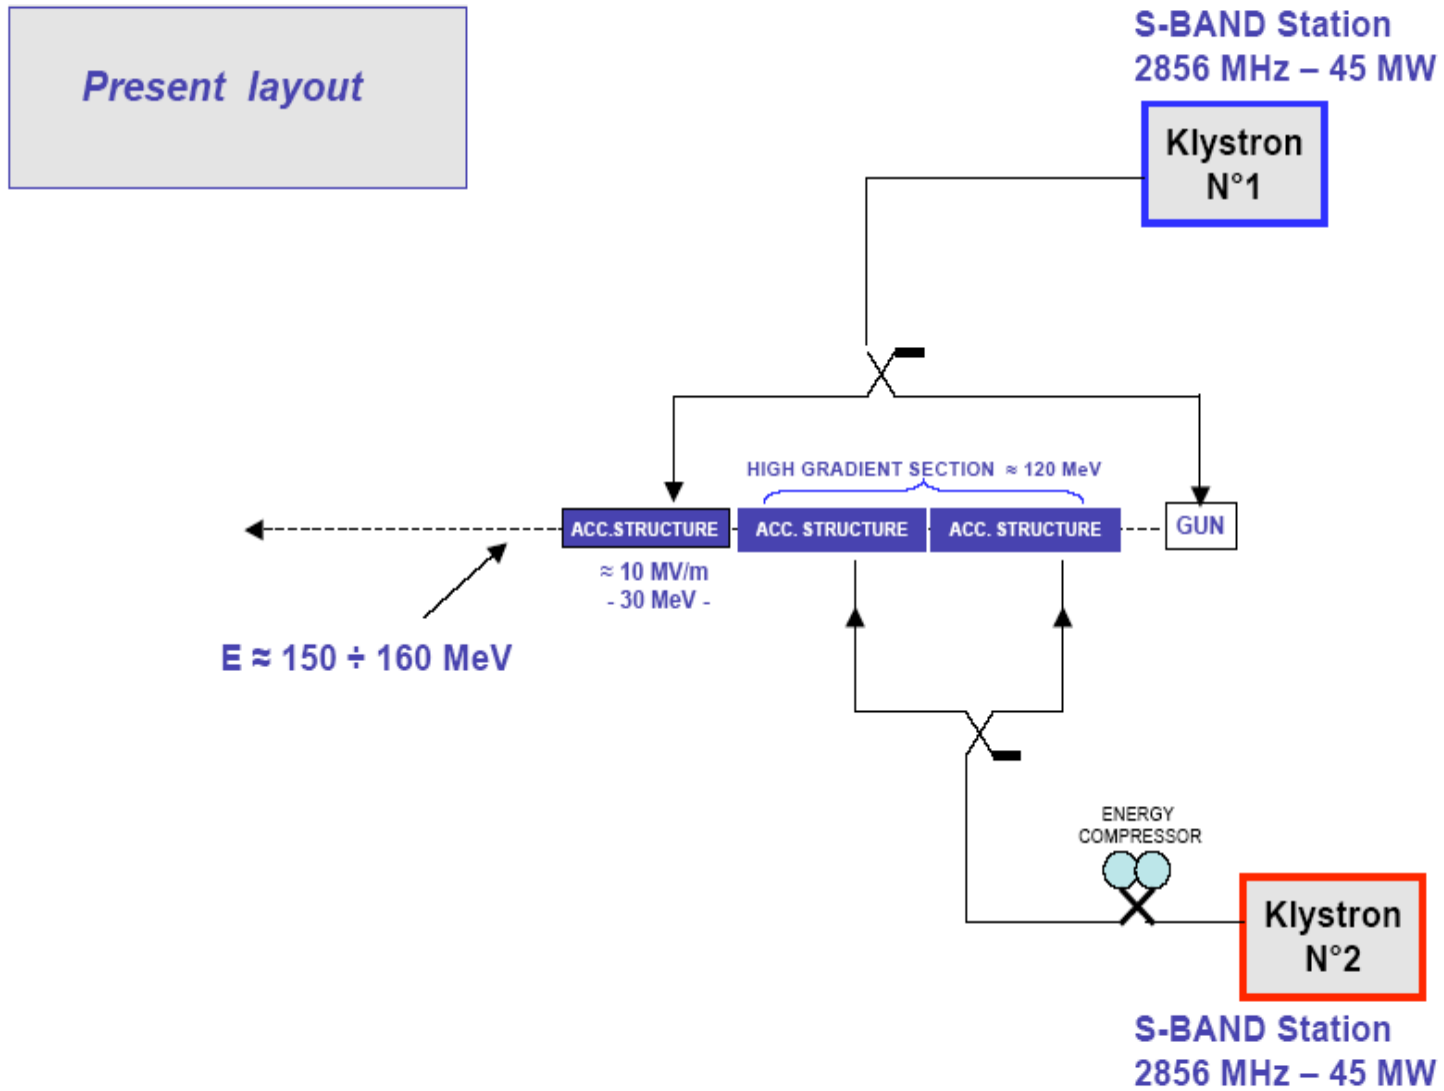 Present layout
S-BAND Station
2856 MHz – 45 MW
Klystron
N°1
HIGH GRADIENT SECTION ≈ 120 MeV
ACC.STRUCTURE
ACC. STRUCTURE
ACC. STRUCTURE
GUN
≈ 10 MV/m
- 30 MeV -
E ≈ 150 ÷ 160 MeV
ENERGY
COMPRESSOR
Klystron
N°2
S-BAND Station
2856 MHz – 45 MW